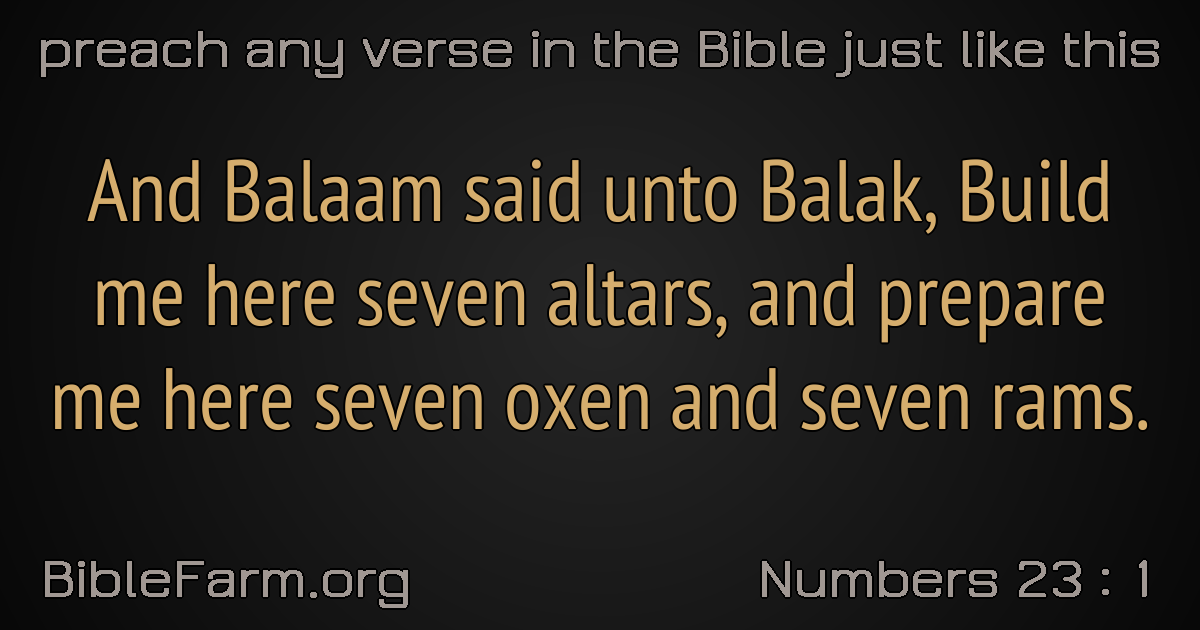 preach any verse in the Bible just like this
And Balaam said unto Balak, Build
me here seven altars, and prepare
me here seven oxen and seven rams.
BibleFarm.org
Numbers 23 : 1